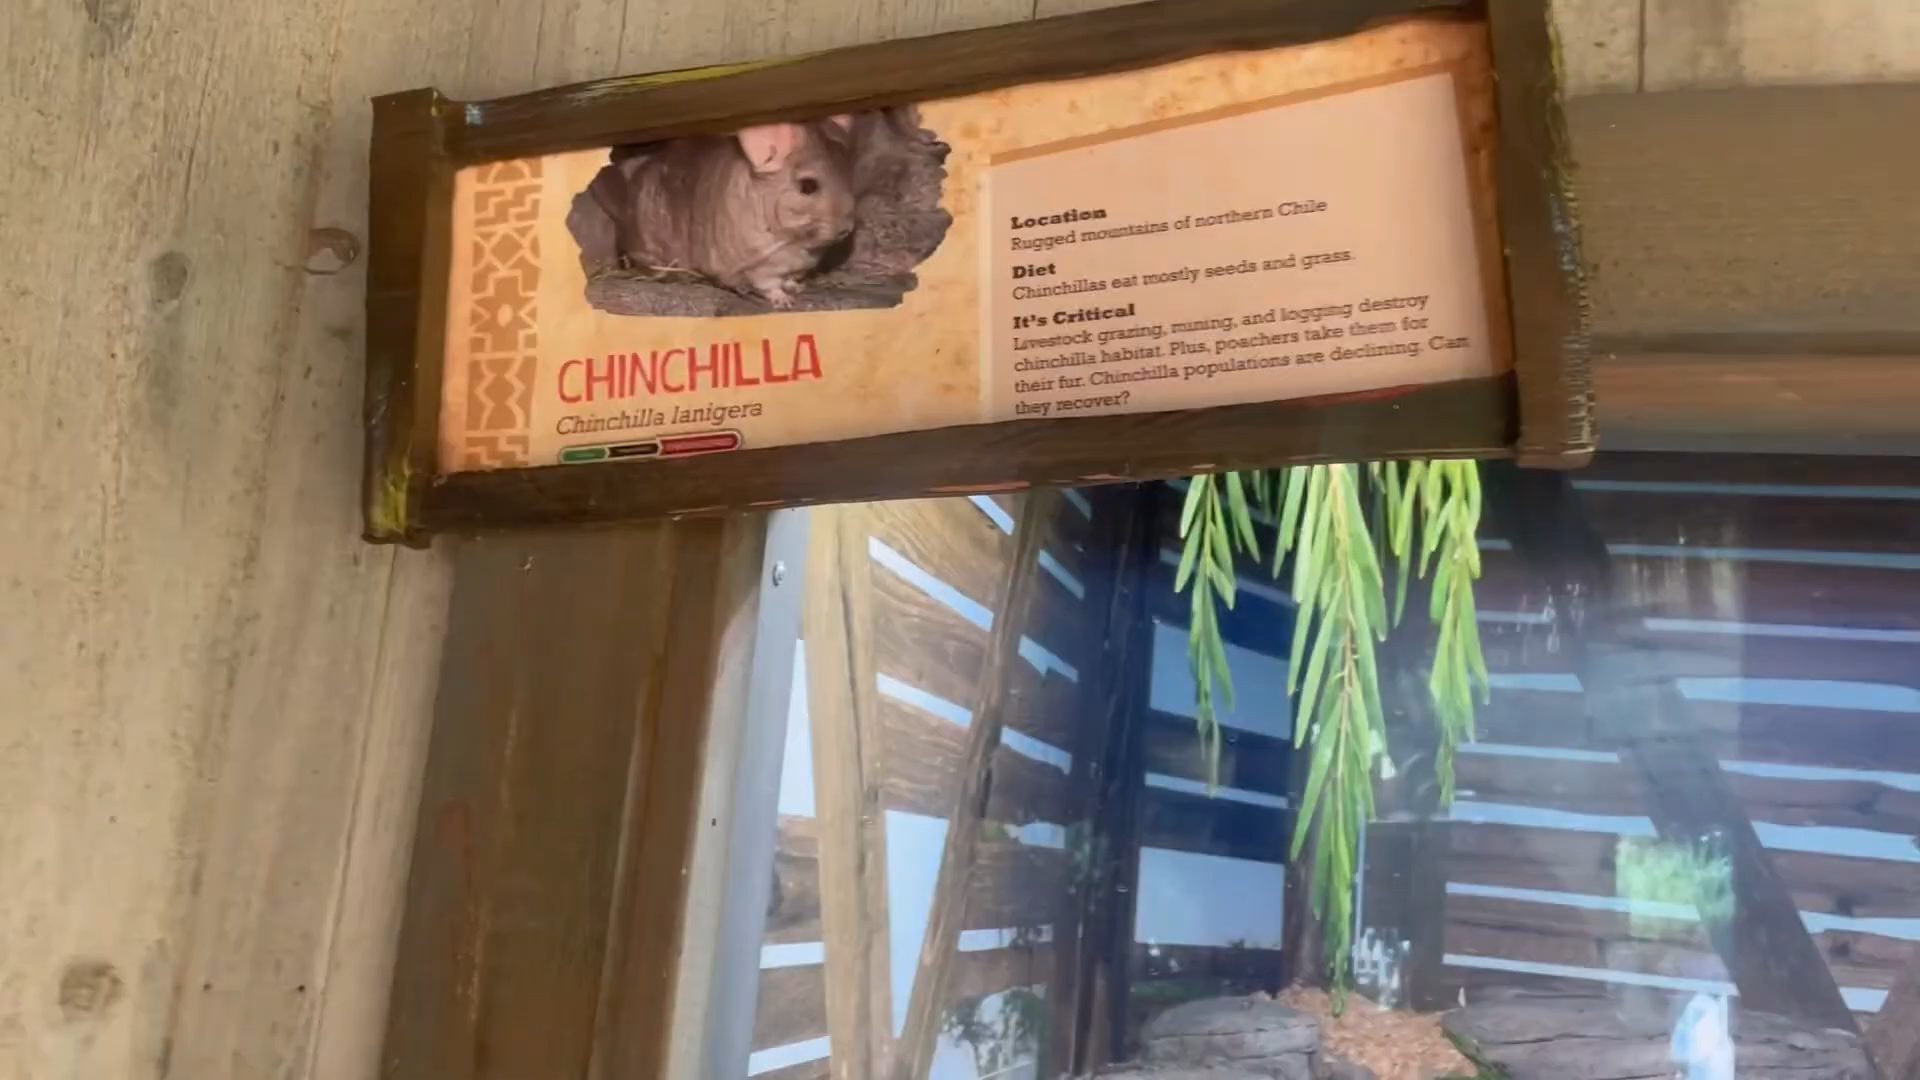 CHINCHILLA
Chinchilla lanigera
Location
Rugged mountains of northern Chile
Diet
Chinchillas eat mostly seeds and grass.
It's Critical
Livestock grazing, mining, and logging destroy
chinchilla habitat. Plus, poachers take them for
their fur. Chinchilla populations are declining. Can
they recover?